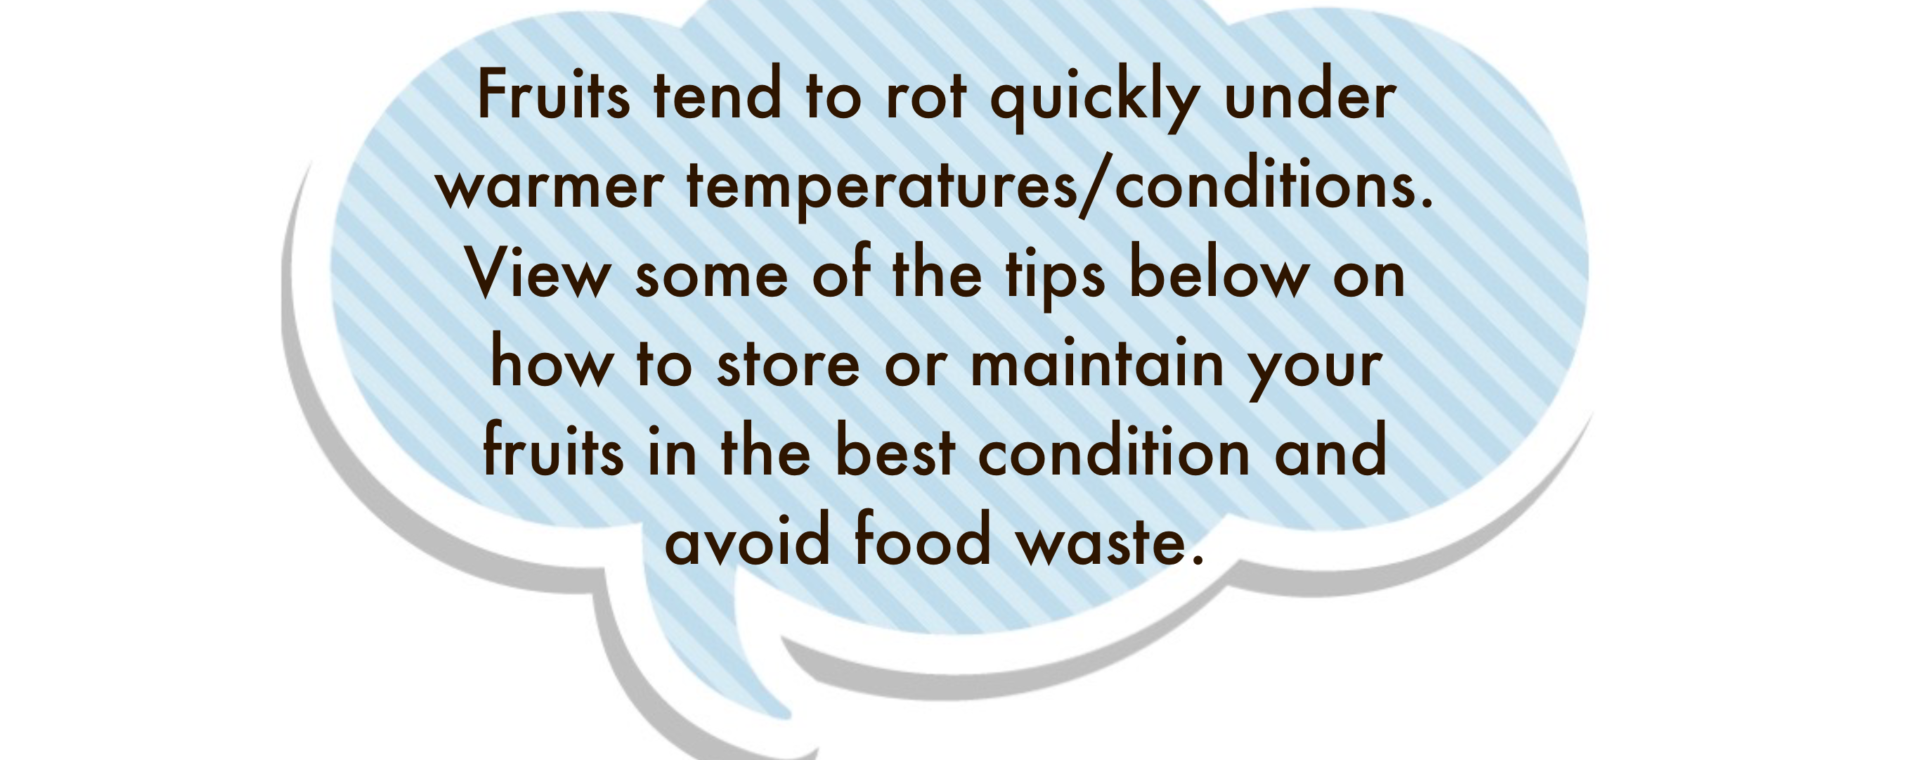 Fruits tend to rot quickly under
warmer temperatures/conditions.
View some of the tips below on
how to store or maintain your
fruits in the best condition and
avoid food waste.